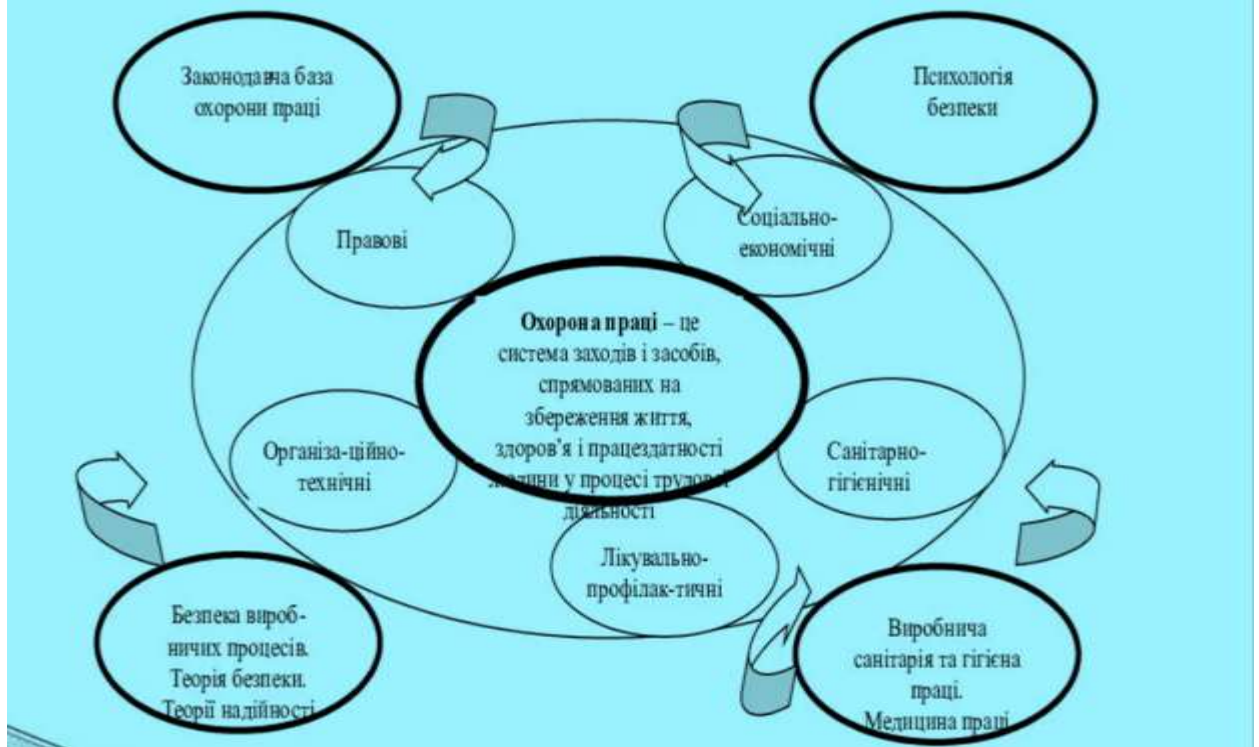 Законодавча база
охорони праці
Психологія
безпеки
Правові
Соціально-
економічні
Охорона праці – це
система заходів і засобів,
спрямованих на
збереження життя,
здоров’я і працездатності
людини у процесі трудової
діяльності
Організа-ційно-
технічні
Санітарно-
гігієнічні
Лікувально-
профілак-тичні
Безпека вироб-
ничих процесів.
Теорія безпеки.
Теорії надійності
Виробнича
санітарія та гігієна
праці.
Медицина праці